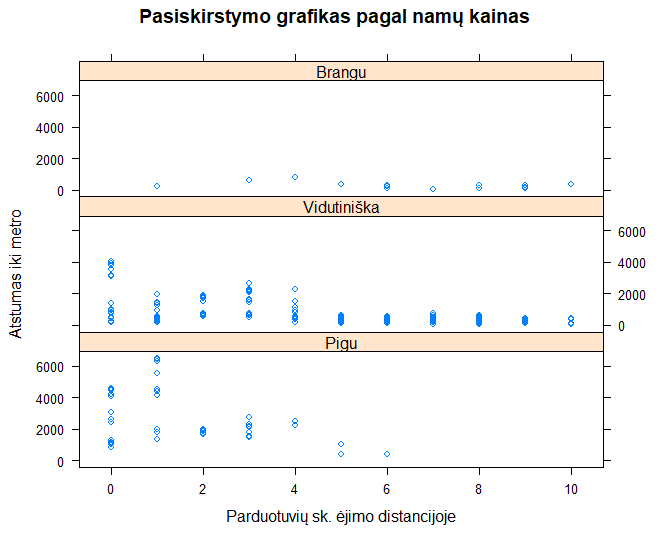 Pasiskirstymo grafikas pagal namų kainas
Brangu
6000
4000
2000
0
Vidutiniška
6000
4000
2000
0
Pigu
6000
4000
2000
0
0 2 4 6 8 10
Atstumas iki metro
Parduotuvių sk. ėjimo distancijoje